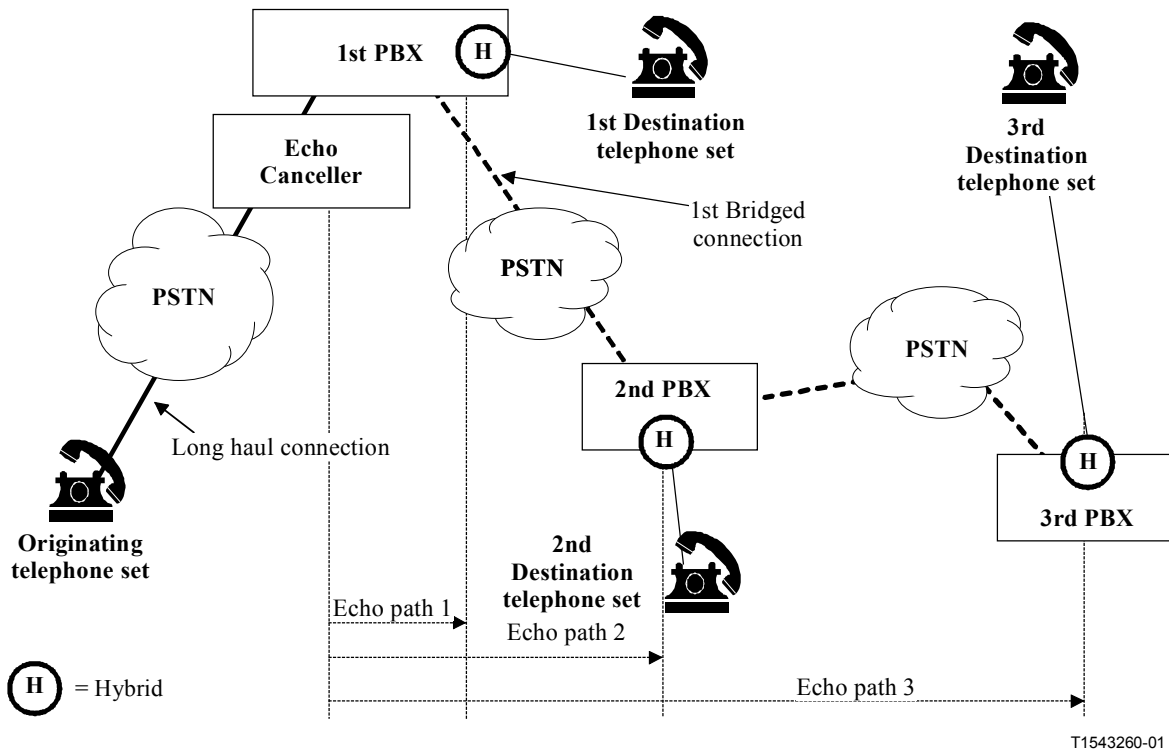 1st PBX
H
1st Destination
telephone set
3rd
Destination
telephone set
Echo
Canceller
1st Bridged
connection
PSTN
PSTN
PSTN
2nd PBX
H
Long haul connection
H
3rd PBX
Originating
telephone set
2nd
Destination
telephone set
Echo path 1
Echo path 2
Echo path 3
H = Hybrid
T1543260-01